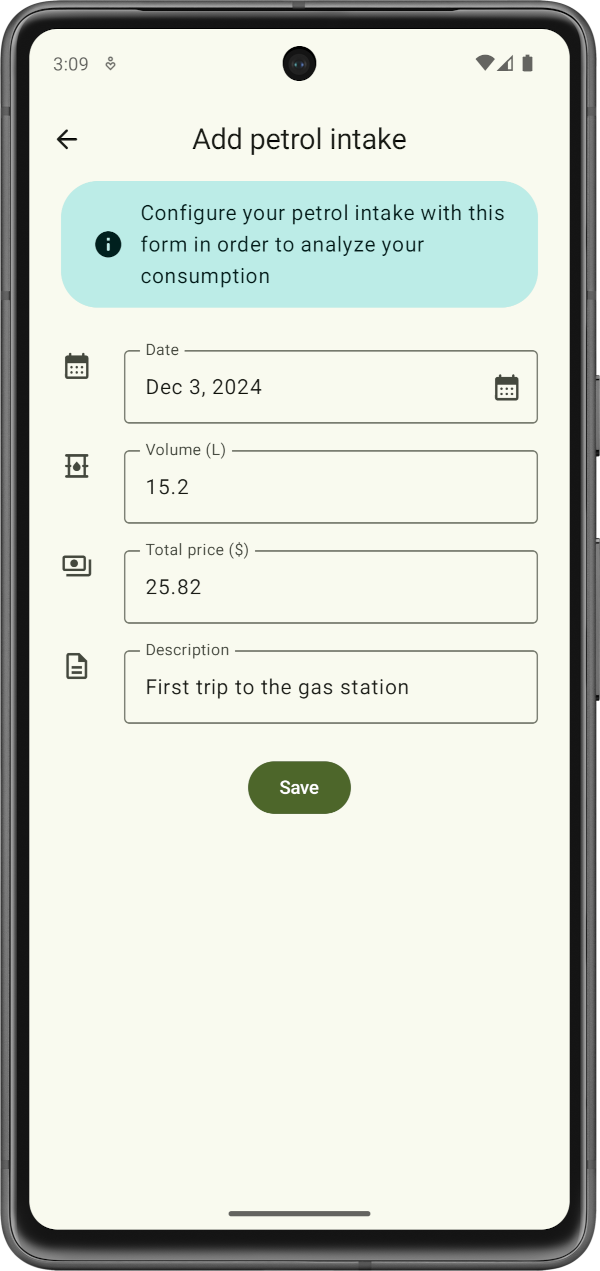 3:09
Add petrol intake
Configure your petrol intake with this
form in order to analyze your
consumption
Date
Dec 3, 2024
Volume (L)
15.2
Total price ($)
25.82
Description
First trip to the gas station
Save